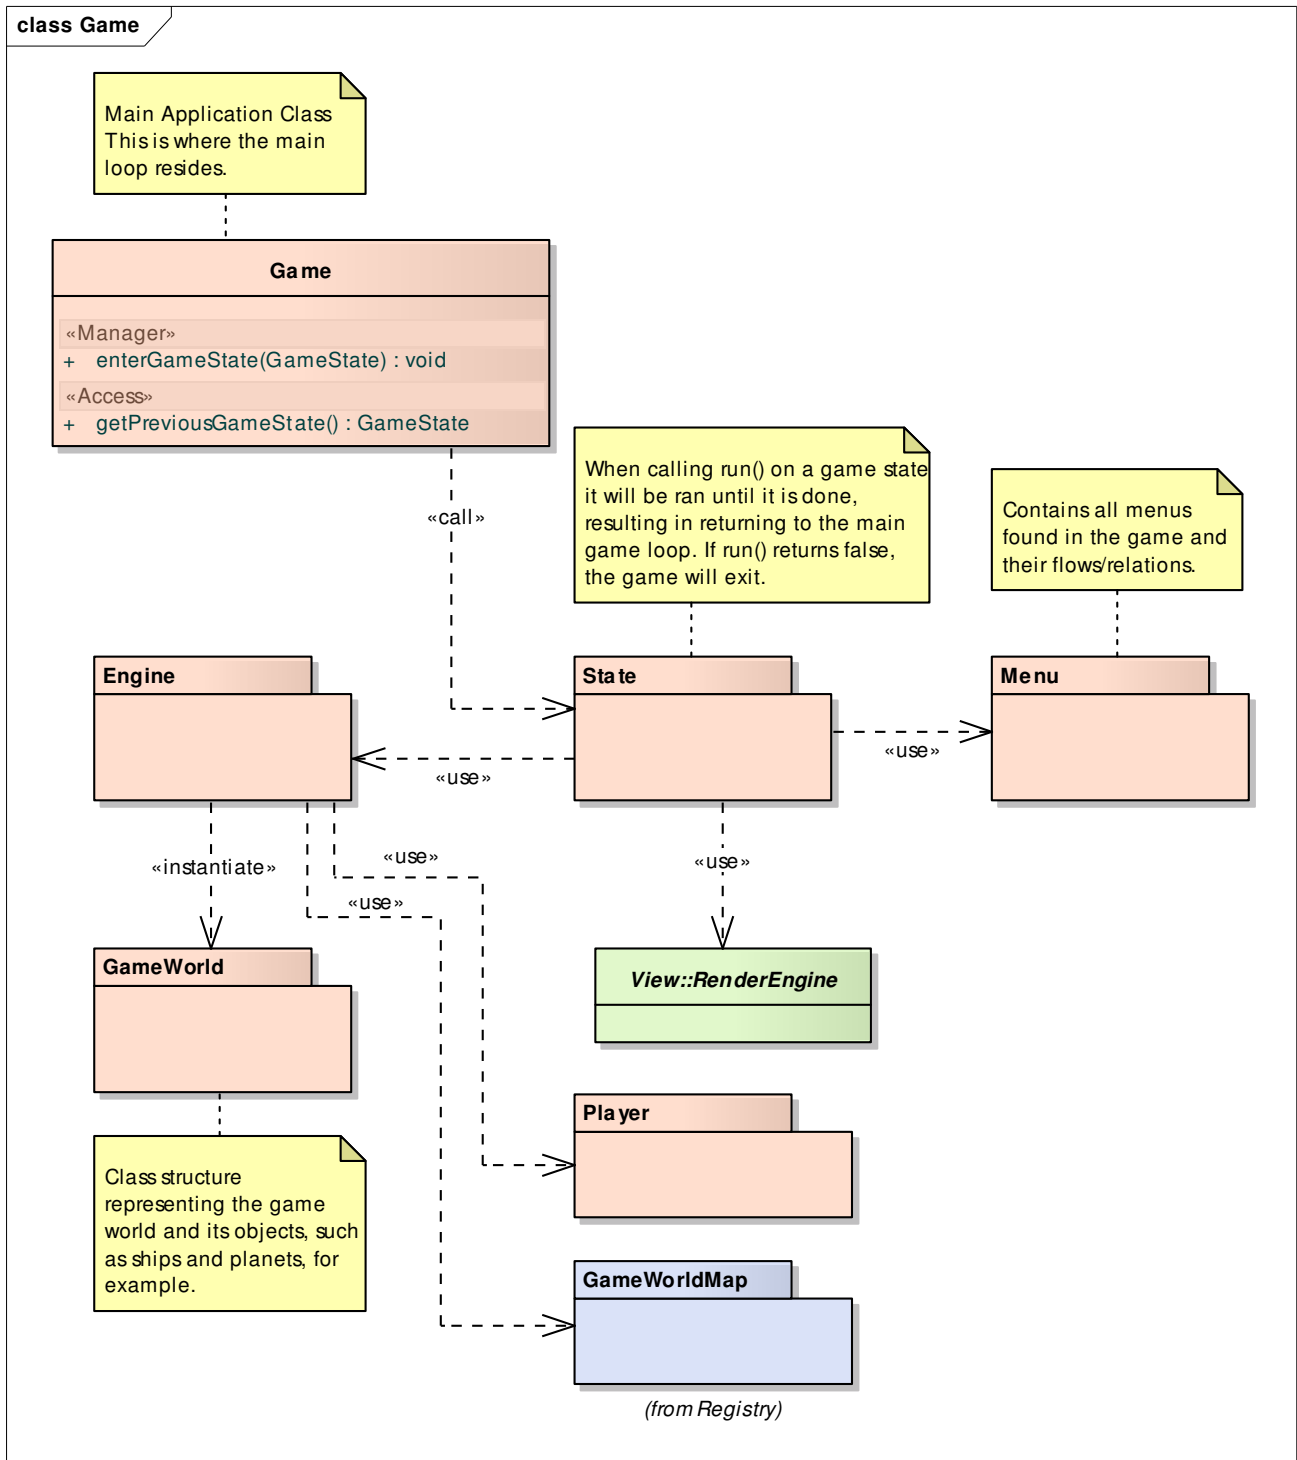 class Game
Main Application Class
This is where the main
loop resides.
Game
«Manager»
+ enterGameState(GameState) : void
«Access»
+ getPreviousGameState() : GameState
When calling run() on a game state
it will be ran until it is done,
resulting in returning to the main
game loop. If run() returns false,
the game will exit.
Contains all menus
found in the game and
their flows/relations.
«call»
Engine
State
Menu
«use»
«use»
«instantiate»
«use»
«use»
«use»
GameWorld
View::RenderEngine
Player
Class structure
representing the game
world and its objects, such
as ships and planets, for
example.
GameWorldMap
(from Registry)